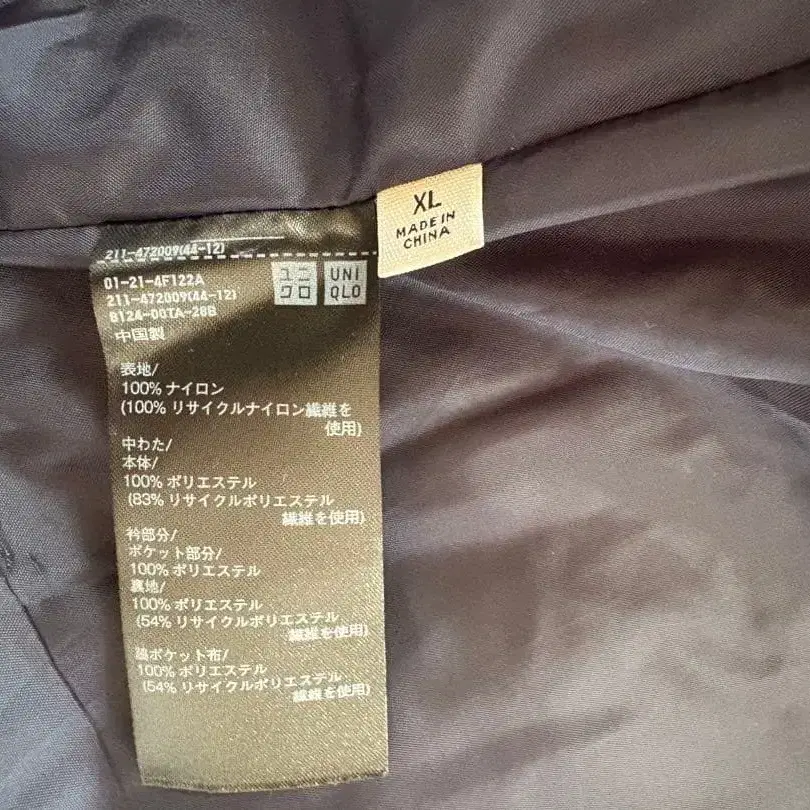 XL
MADE IN
CHINA
211-472009(44-12)
01-21-4F122A
211-472009(44-12)
8124-00TA-28B
中国製
ユニ
クロ
UNI
QLO
表地/
100% ナイロン
(100% リサイクルナイロン繊維を
使用)
中わた/
本体/
100% ポリエステル
(83% リサイクルポリエステル
繊維を使用)
衿部分/
ポケット部分/
100% ポリエステル
裏地/
100% ポリエステル
(54% リサイクルポリエステル
繊維を使用)
脇ポケット布/
100% ポリエステル
(54% リサイクルポリエステル
繊維を使用)